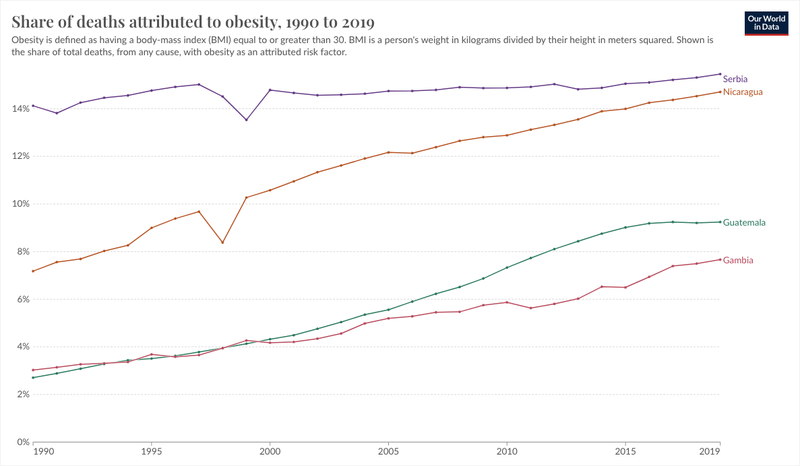 Share of deaths attributed to obesity, 1990 to 2019
Our World
in Data
Obesity is defined as having a body-mass index (BMI) equal to or greater than 30. BMI is a person's weight in kilograms divided by their height in meters squared. Shown is
the share of total deaths, from any cause, with obesity as an attributed risk factor.
Serbia
Nicaragua
14%
12%
10%
Guatemala
8%
Gambia
6%
4%
2%
0%
1990 1995 2000 2005 2010 2015 2019